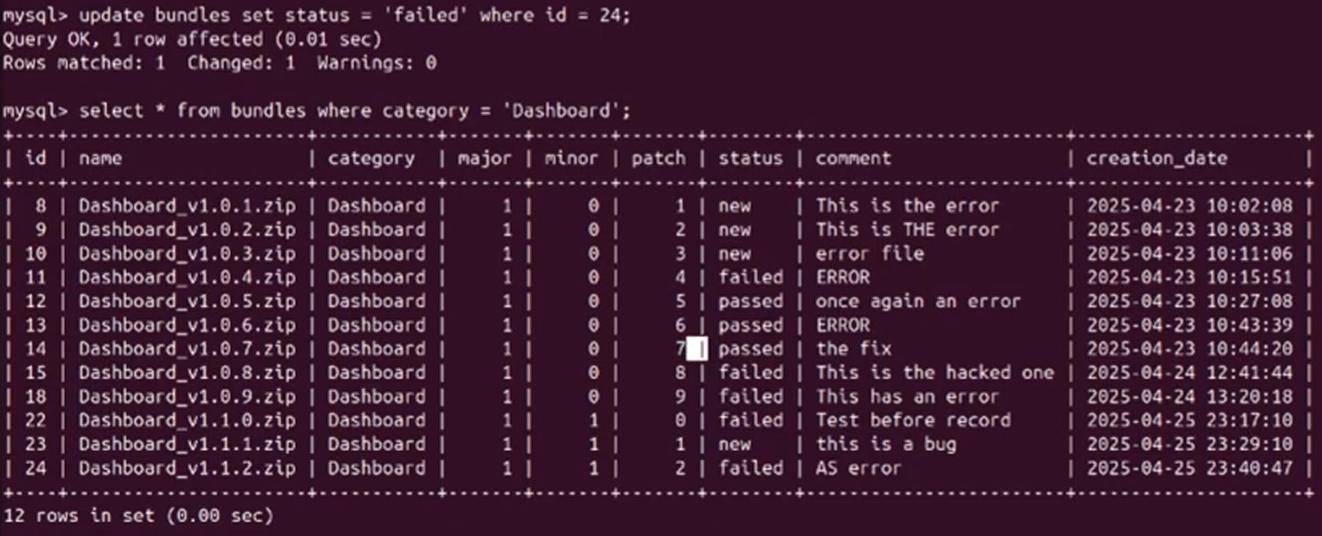 mysql> update bundles set status = 'failed' where id = 24;
Query OK, 1 row affected (0.01 sec)
Rows matched: 1  Changed: 1  Warnings: 0
mysql> select * from bundles where category = 'Dashboard';
+----+----------------------+-----------+-------+-------+-------+--------+------------------------+---------------------+
| id | name                 | category  | major | minor | patch | status | comment                | creation_date       |
+----+----------------------+-----------+-------+-------+-------+--------+------------------------+---------------------+
|  8 | Dashboard_v1.0.1.zip | Dashboard |     1 |     0 |     1 | new    | This is the error      | 2025-04-23 10:02:08 |
|  9 | Dashboard_v1.0.2.zip | Dashboard |     1 |     0 |     2 | new    | This is THE error      | 2025-04-23 10:03:38 |
| 10 | Dashboard_v1.0.3.zip | Dashboard |     1 |     0 |     3 | new    | error file             | 2025-04-23 10:11:06 |
| 11 | Dashboard_v1.0.4.zip | Dashboard |     1 |     0 |     4 | failed | ERROR                  | 2025-04-23 10:15:51 |
| 12 | Dashboard_v1.0.5.zip | Dashboard |     1 |     0 |     5 | passed | once again an error    | 2025-04-23 10:27:08 |
| 13 | Dashboard_v1.0.6.zip | Dashboard |     1 |     0 |     6 | passed | ERROR                  | 2025-04-23 10:43:39 |
| 14 | Dashboard_v1.0.7.zip | Dashboard |     1 |     0 |     7 | passed | the fix                | 2025-04-23 10:44:20 |
| 15 | Dashboard_v1.0.8.zip | Dashboard |     1 |     0 |     8 | failed | This is the hacked one | 2025-04-24 12:41:44 |
| 18 | Dashboard_v1.0.9.zip | Dashboard |     1 |     0 |     9 | failed | This has an error      | 2025-04-24 13:20:18 |
| 22 | Dashboard_v1.1.0.zip | Dashboard |     1 |     1 |     0 | failed | Test before record     | 2025-04-25 23:17:10 |
| 23 | Dashboard_v1.1.1.zip | Dashboard |     1 |     1 |     1 | new    | this is a bug          | 2025-04-25 23:29:10 |
| 24 | Dashboard_v1.1.2.zip | Dashboard |     1 |     1 |     2 | failed | AS error               | 2025-04-25 23:40:47 |
+----+----------------------+-----------+-------+-------+-------+--------+------------------------+---------------------+
12 rows in set (0.00 sec)